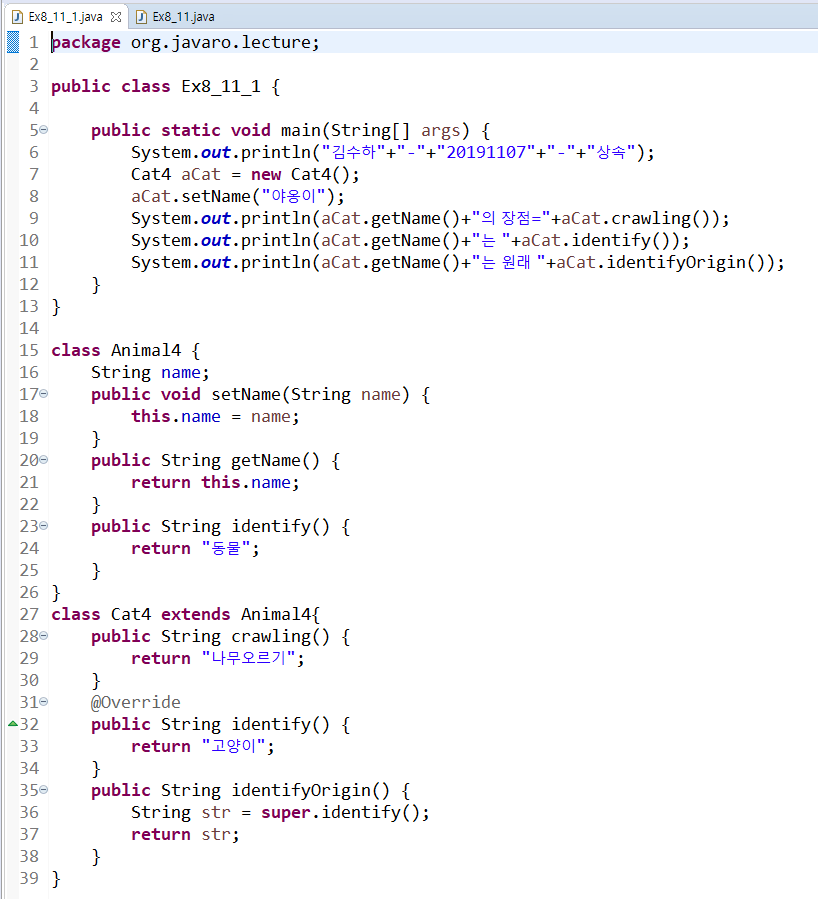 Ex8_11_1.java Ex8_11.java
1 package org.javaro.lecture;
2
3 public class Ex8_11_1 {
4
5     public static void main(String[] args) {
6         System.out.println("김수하"+"-"+"20191107"+"-"+"상속");
7         Cat4 aCat = new Cat4();
8         aCat.setName("야옹이");
9         System.out.println(aCat.getName()+"의 장점="+aCat.crawling());
10         System.out.println(aCat.getName()+"는 "+aCat.identify());
11         System.out.println(aCat.getName()+"는 원래 "+aCat.identifyOrigin());
12     }
13 }
14
15 class Animal4 {
16     String name;
17     public void setName(String name) {
18         this.name = name;
19     }
20     public String getName() {
21         return this.name;
22     }
23     public String identify() {
24         return "동물";
25     }
26 }
27 class Cat4 extends Animal4{
28     public String crawling() {
29         return "나무오르기";
30     }
31     @Override
32     public String identify() {
33         return "고양이";
34     }
35     public String identifyOrigin() {
36         String str = super.identify();
37         return str;
38     }
39 }